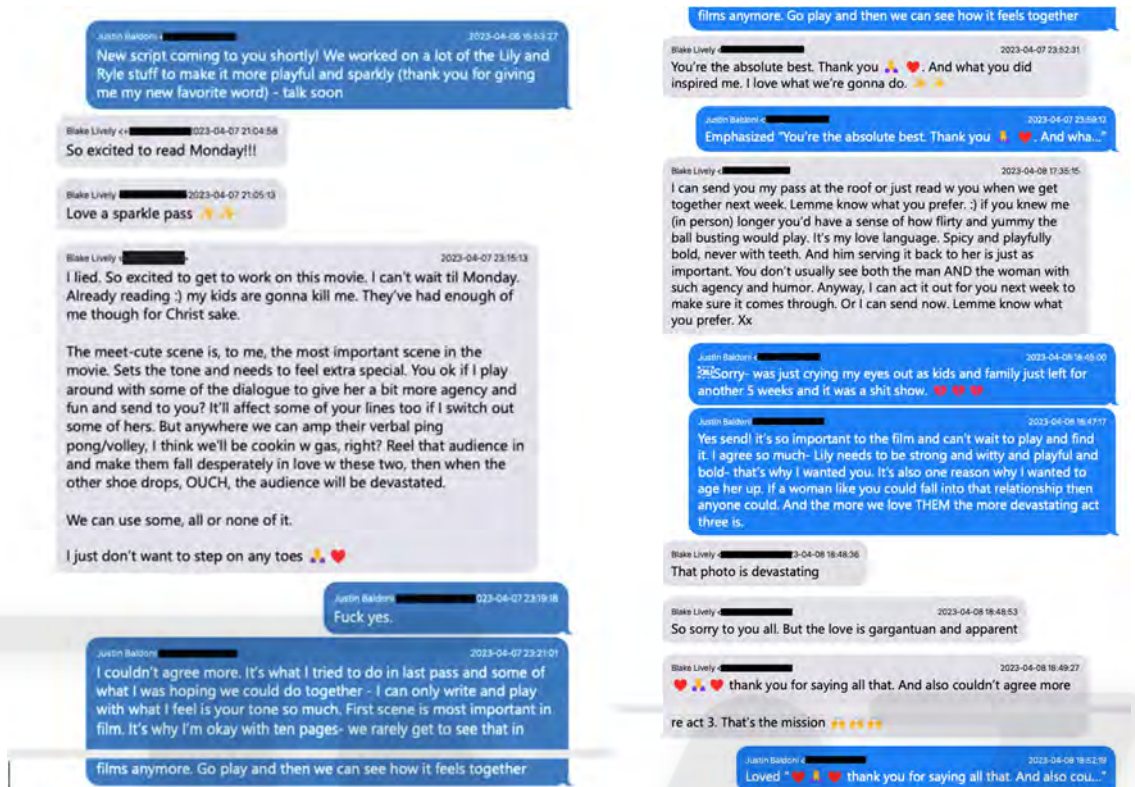 Justin Baldoni < 2023-04-06 16:53:27
New script coming to you shortly! We worked on a lot of the Lily and
Ryle stuff to make it more playful and sparkly (thank you for giving
me my new favorite word) - talk soon
Blake Lively < 2023-04-07 21:04:58
So excited to read Monday!!!
Blake Lively 2023-04-07 21:05:13
Love a sparkle pass ✨ ✨
Blake Lively < 2023-04-07 23:15:13
I lied. So excited to get to work on this movie. I can't wait til Monday.
Already reading :) my kids are gonna kill me. They've had enough of
me though for Christ sake.
The meet-cute scene is, to me, the most important scene in the
movie. Sets the tone and needs to feel extra special. You ok if I play
around with some of the dialogue to give her a bit more agency and
fun and send to you? It'll affect some of your lines too if I switch out
some of hers. But anywhere we can amp their verbal ping
pong/volley, I think we'll be cookin w gas, right? Reel that audience in
and make them fall desperately in love w these two, then when the
other shoe drops, OUCH, the audience will be devastated.
We can use some, all or none of it.
I just don't want to step on any toes 🙏 ❤️
Justin Baldoni 023-04-07 23:19:18
Fuck yes.
Justin Baldoni 2023-04-07 23:21:01
I couldn't agree more. It's what I tried to do in last pass and some of
what I was hoping we could do together - I can only write and play
with what I feel is your tone so much. First scene is most important in
film. It's why I'm okay with ten pages- we rarely get to see that in
films anymore. Go play and then we can see how it feels together
films anymore. Go play and then we can see how it feels together
Blake Lively < 2023-04-07 23:52:31
You're the absolute best. Thank you 🙏 ❤️. And what you did
inspired me. I love what we're gonna do. ✨ ✨
Justin Baldoni < 2023-04-07 23:59:12
Emphasized "You're the absolute best. Thank you 🙏 ❤️. And wha..."
Blake Lively < 2023-04-08 17:35:15
I can send you my pass at the roof or just read w you when we get
together next week. Lemme know what you prefer. :) if you knew me
(in person) longer you'd have a sense of how flirty and yummy the
ball busting would play. It's my love language. Spicy and playfully
bold, never with teeth. And him serving it back to her is just as
important. You don't usually see both the man AND the woman with
such agency and humor. Anyway, I can act it out for you next week to
make sure it comes through. Or I can send now. Lemme know what
you prefer. Xx
Justin Baldoni < 2023-04-08 18:45:00
Sorry- was just crying my eyes out as kids and family just left for
another 5 weeks and it was a shit show. ❤️ ❤️ ❤️
Justin Baldoni 2023-04-08 18:47:17
Yes send! it's so important to the film and can't wait to play and find
it. I agree so much- Lily needs to be strong and witty and playful and
bold- that's why I wanted you. It's also one reason why I wanted to
age her up. If a woman like you could fall into that relationship then
anyone could. And the more we love THEM the more devastating act
three is.
Blake Lively < 3-04-08 18:48:36
That photo is devastating
Blake Lively < 2023-04-08 18:48:53
So sorry to you all. But the love is gargantuan and apparent
Blake Lively < 2023-04-08 18:49:27
❤️ 🙏 ❤️ thank you for saying all that. And also couldn't agree more
re act 3. That's the mission 🙌 🙌 🙌
Justin Baldoni < 2023-04-08 18:52:19
Loved "❤️ 🙏 ❤️ thank you for saying all that. And also cou..."